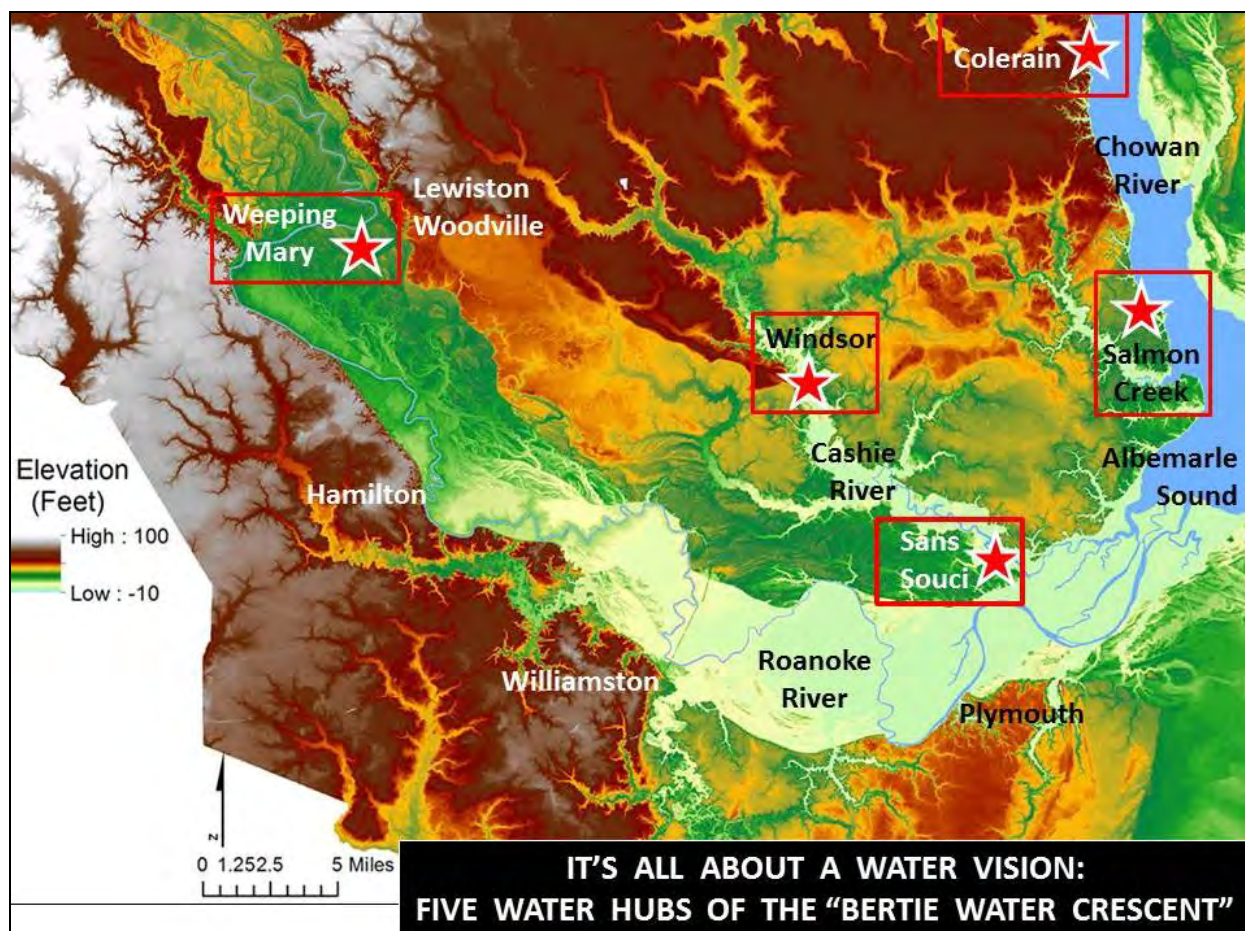 Colerain
Chowan
River
Lewiston
Woodville
Weeping
Mary
Windsor
Salmon
Creek
Cashie
River
Albemarle
Sound
Elevation
(Feet)
High : 100
Low : -10
Hamilton
Sans
Souci
Roanoke
River
Williamston
Plymouth
N
0 1.252.5 5 Miles
IT'S ALL ABOUT A WATER VISION:
FIVE WATER HUBS OF THE “BERTIE WATER CRESCENT”